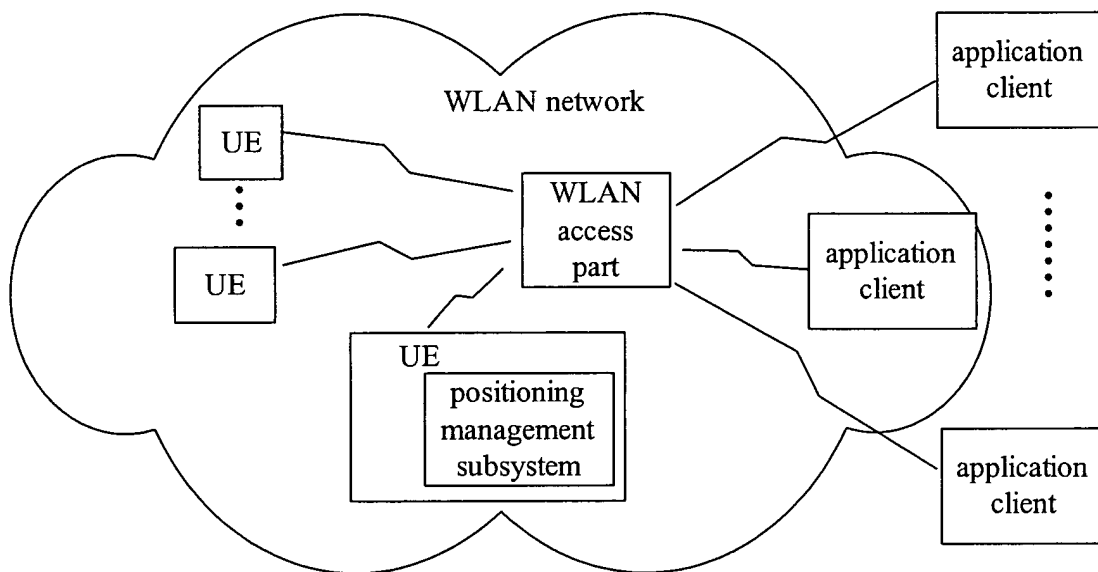 application
client
WLAN network
UE
WLAN
access
part
UE
application
client
UE
positioning
management
subsystem
application
client